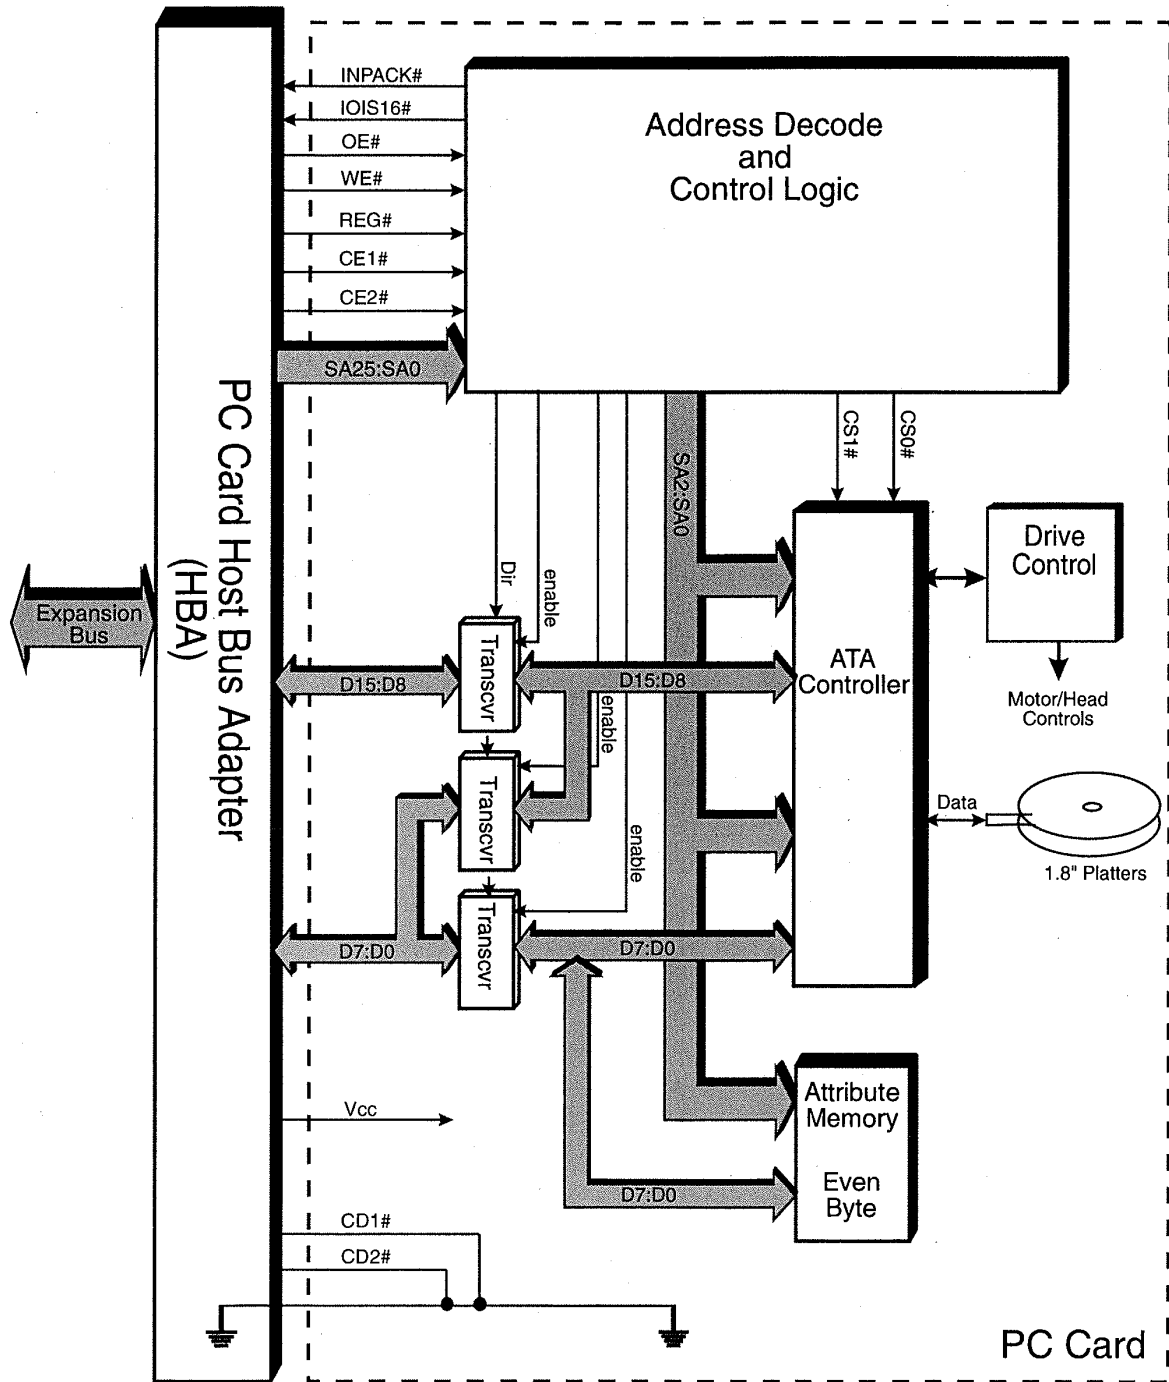 INPACK#
IOIS16#
OE#
WE#
REG#
CE1#
CE2#
SA25:SA0
Address Decode
and
Control Logic
PC Card Host Bus Adapter
(HBA)
Expansion
Bus
Dir
enable
enable
enable
SA2:SA0
CS1#
CS0#
Transcvr
Transcvr
Transcvr
D15:D8
D15:D8
D7:D0
D7:D0
D7:D0
ATA
Controller
Drive
Control
Motor/Head
Controls
Data
1.8" Platters
Attribute
Memory
Even
Byte
Vcc
CD1#
CD2#
PC Card